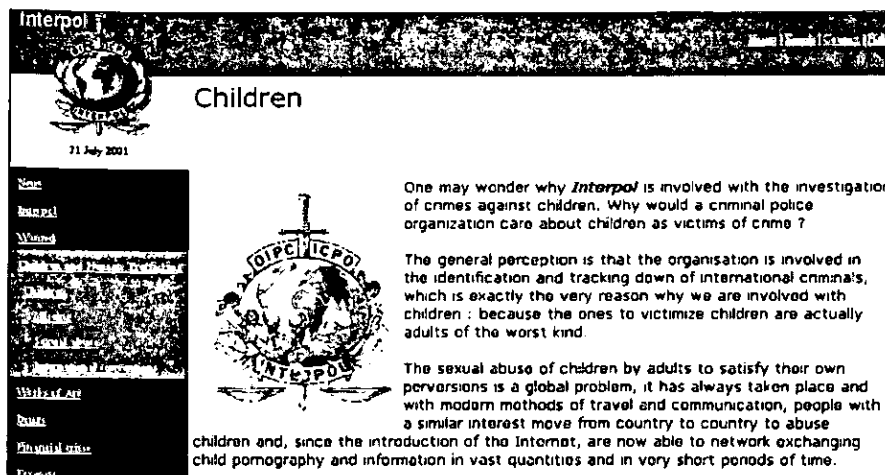 Interpol
INTERPOL
21 July 2001
Children
News
Interpol
Wanted
Works of Art
Drugs
Financial crime
OIPC ICPO
INTERPOL
One may wonder why Interpol is involved with the investigation
of crimes against children. Why would a criminal police
organization care about children as victims of crime ?
The general perception is that the organisation is involved in
the identification and tracking down of international criminals,
which is exactly the very reason why we are involved with
children : because the ones to victimize children are actually
adults of the worst kind.
The sexual abuse of children by adults to satisfy their own
perversions is a global problem, it has always taken place and
with modern methods of travel and communication, people with
a similar interest move from country to country to abuse
children and, since the introduction of the Internet, are now able to network exchanging
child pornography and information in vast quantities and in very short periods of time.